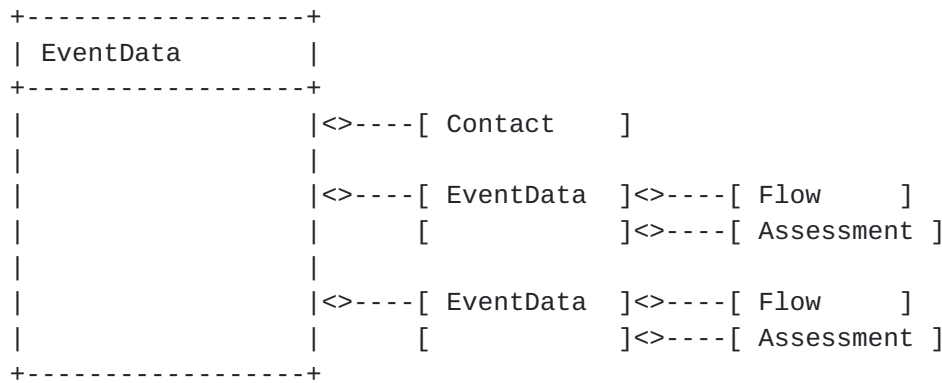 +------------------+
| EventData        |
+------------------+
|                  |<>----[ Contact    ]
|                  |
|                  |<>----[ EventData  ]<>----[ Flow     ]
|                  |      [            ]<>----[ Assessment ]
|                  |
|                  |<>----[ EventData  ]<>----[ Flow     ]
|                  |      [            ]<>----[ Assessment ]
+------------------+